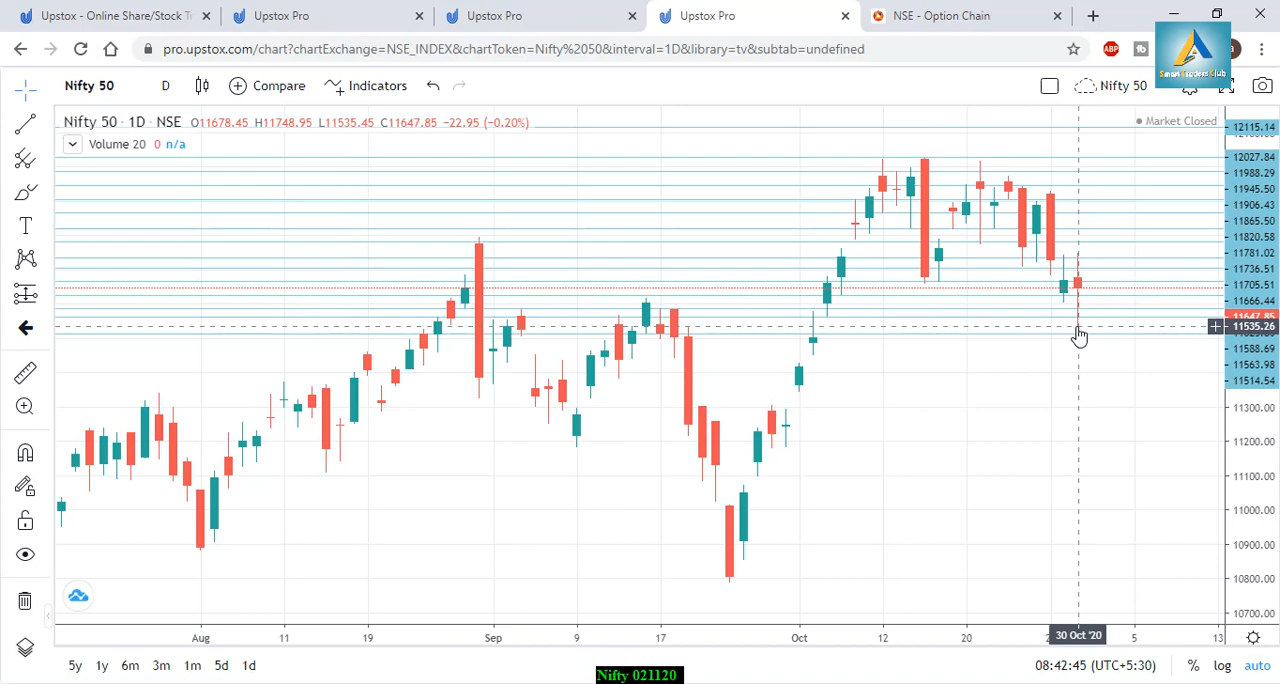 Upstox - Online Share/Stock T
Upstox Pro
Upstox Pro
Upstox Pro
NSE - Option Chain
pro.upstox.com/chart?chartExchange=NSE_INDEX&chartToken=Nifty%2050&interval=1D&library=tv&subtab=undefined
ABP
Smart Traders Club
Nifty 50
D
Compare
Indicators
Nifty 50
Nifty 50 · 1D · NSE O11678.45 H11748.95 L11535.45 C11647.85 −22.95 (−0.20%)
Market Closed
Volume 20 0 n/a
12115.14
12027.84
11988.29
11945.50
11906.43
11865.50
11820.58
11781.02
11736.51
11705.51
11666.44
11647.85
11535.26
11588.69
11563.98
11514.54
11300.00
11200.00
11100.00
11000.00
10900.00
10800.00
10700.00
Aug 11 19 Sep 9 17 Oct 12 20 30 Oct '20 5 13
5y 1y 6m 3m 1m 5d 1d
08:42:45 (UTC+5:30) % log auto
Nifty 021120